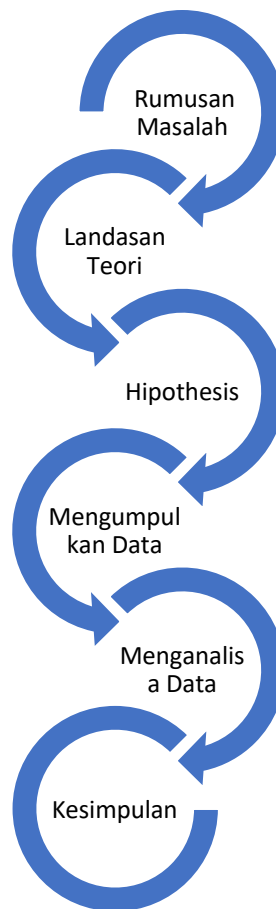 Rumusan
Masalah
Landasan
Teori
Hipothesis
Mengumpul
kan Data
Menganalis
a Data
Kesimpulan